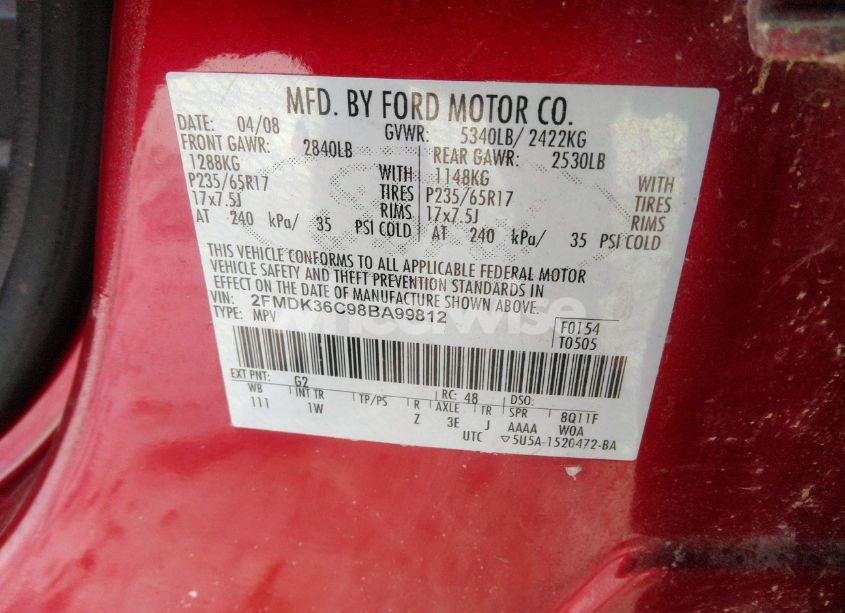 MFD. BY FORD MOTOR CO.
DATE: 04/08 GVWR: 5340LB/ 2422KG
FRONT GAWR: 2840LB REAR GAWR: 2530LB
1288KG WITH 1148KG WITH
P235/65R17 TIRES P235/65R17 TIRES
17x7.5J RIMS 17x7.5J RIMS
AT 240 kPa/ 35 PSI COLD AT 240 kPa/ 35 PSI COLD
THIS VEHICLE CONFORMS TO ALL APPLICABLE FEDERAL MOTOR
VEHICLE SAFETY AND THEFT PREVENTION STANDARDS IN
EFFECT ON THE DATE OF MANUFACTURE SHOWN ABOVE.
VIN: 2FMDK36C98BA99812 F0154
TYPE: MPV T0505
EXT PNT: G2 RC: 48 DSO:
WB INT TR TP/PS R AXLE TR SPR 8Q11F
111 1W Z 3E J AAAA W0A
UTC ▽5U5A-1520472-BA
wheelwise